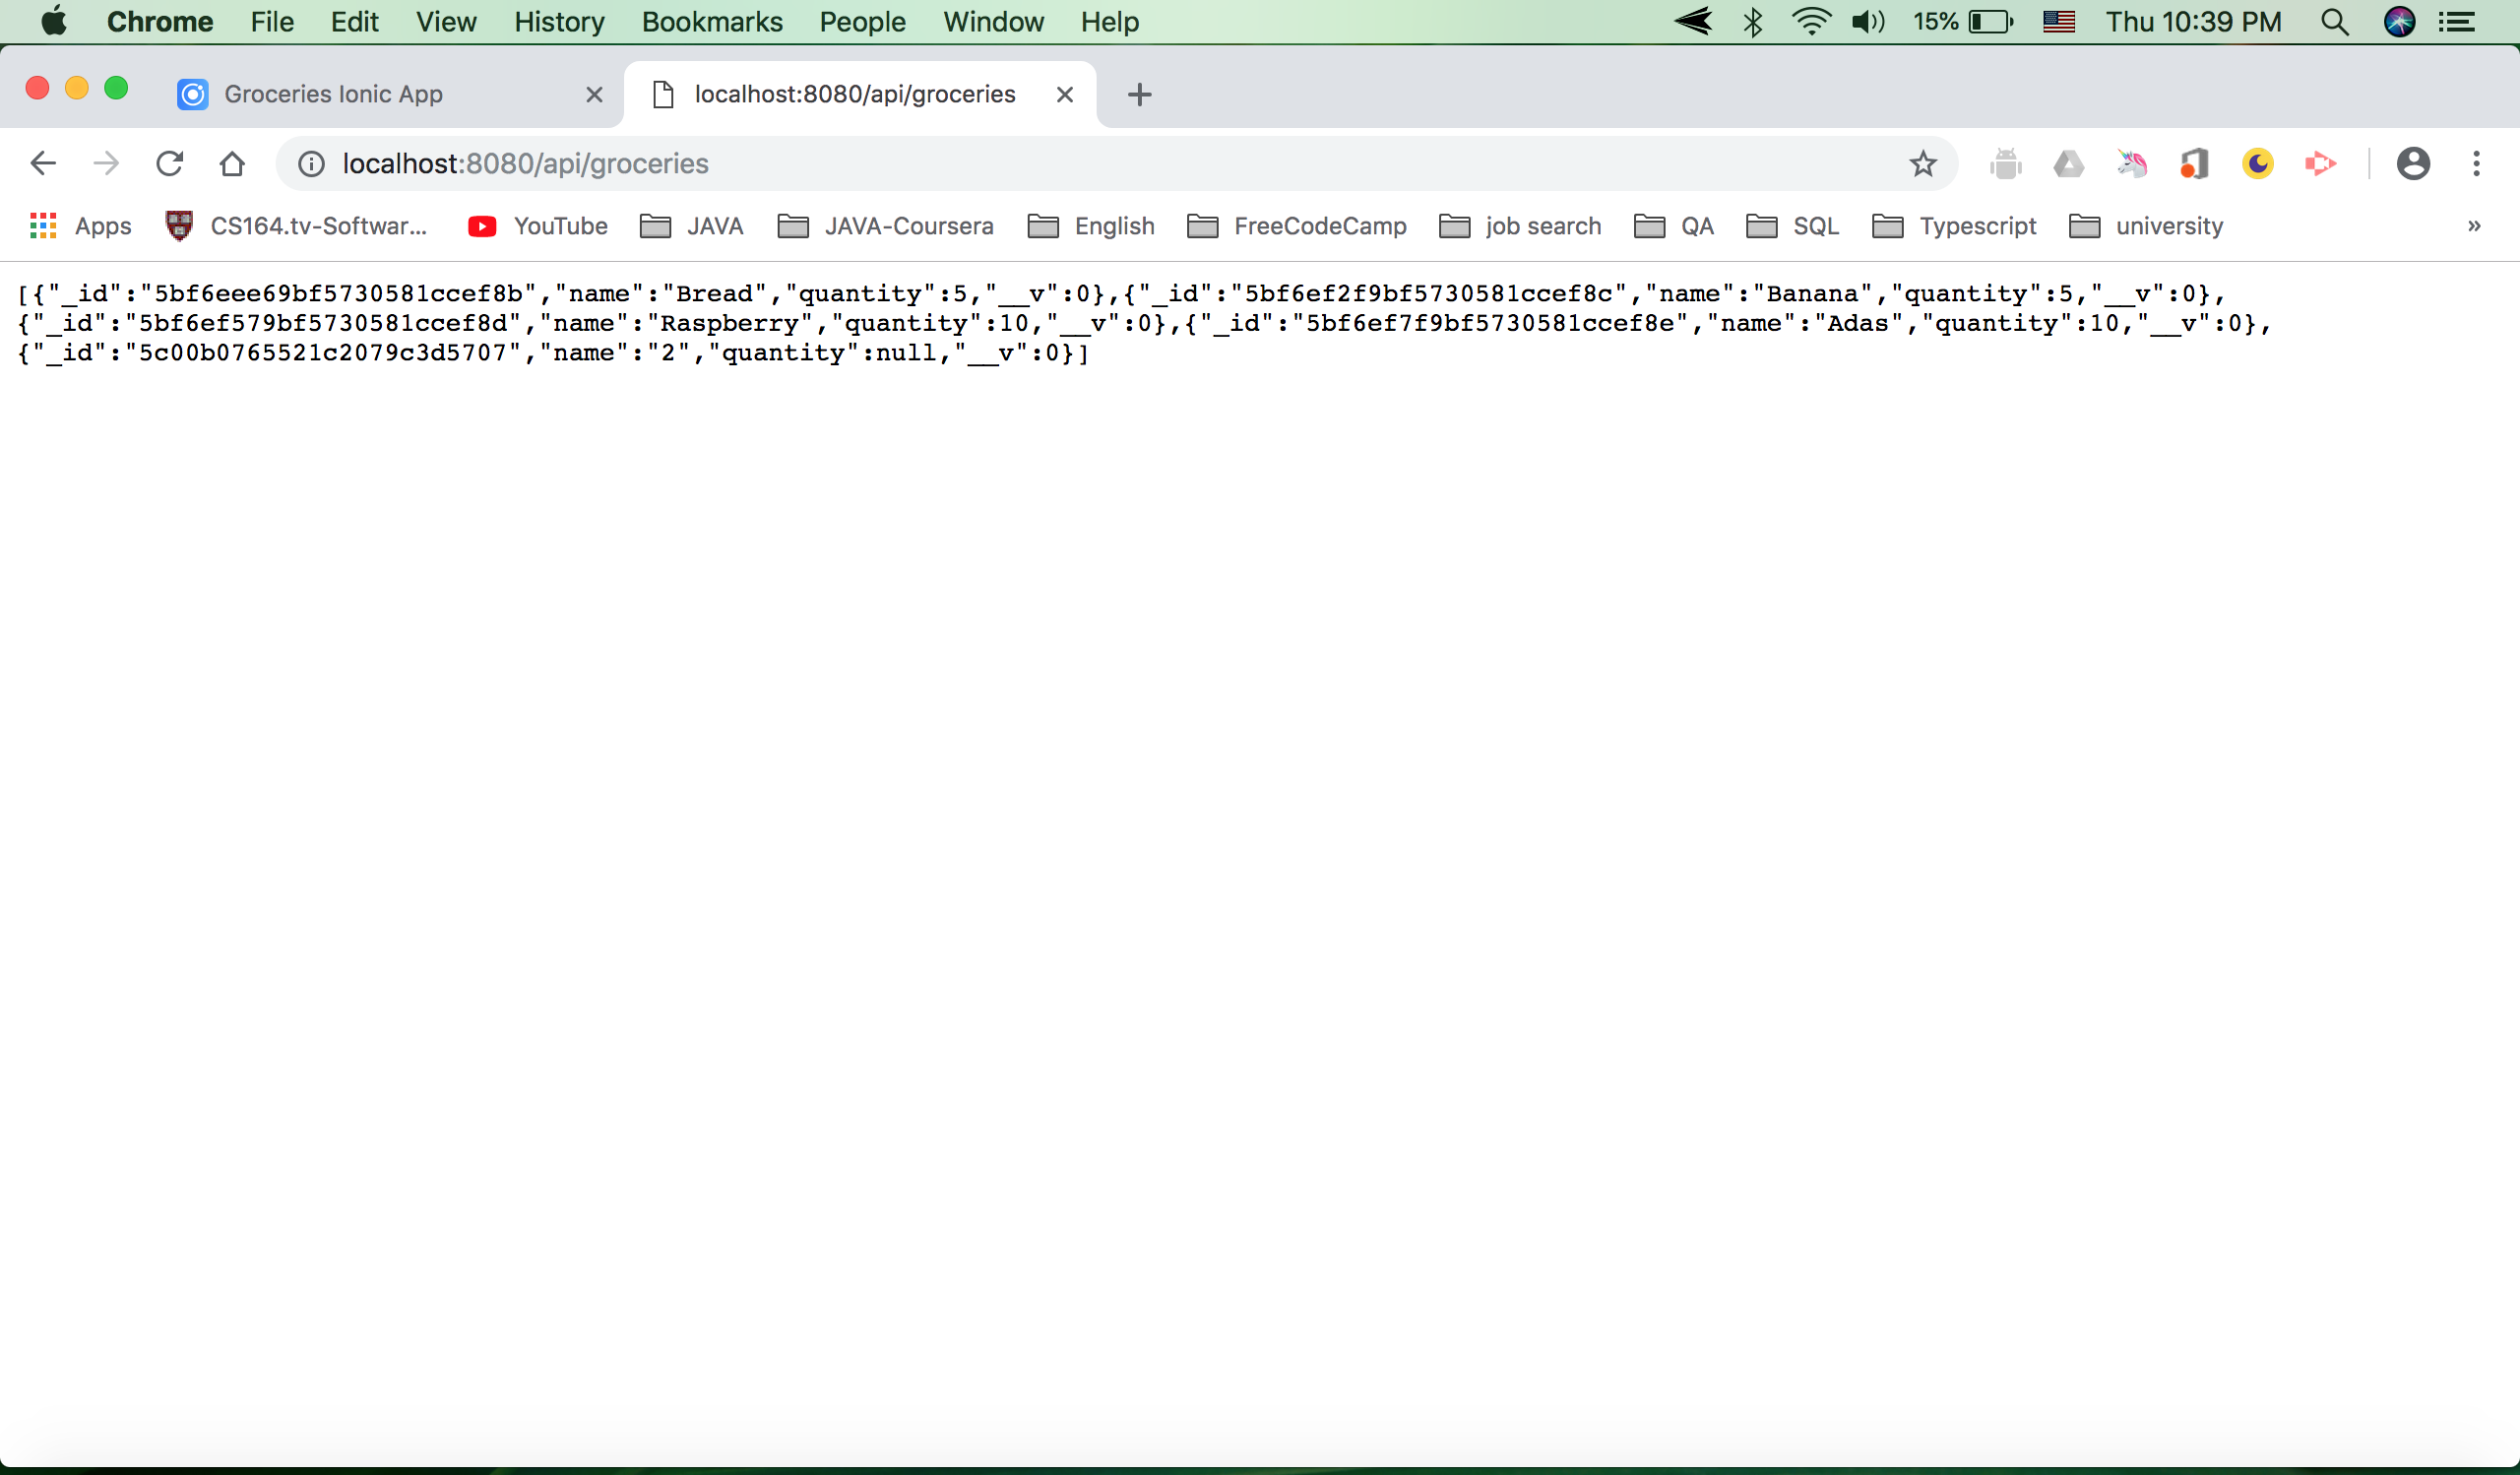 Chrome File Edit View History Bookmarks People Window Help 15% Thu 10:39 PM
Groceries Ionic App localhost:8080/api/groceries
localhost:8080/api/groceries
Apps CS164.tv-Softwar... YouTube JAVA JAVA-Coursera English FreeCodeCamp job search QA SQL Typescript university »
[{"_id":"5bf6eee69bf5730581ccef8b","name":"Bread","quantity":5,"__v":0},{"_id":"5bf6ef2f9bf5730581ccef8c","name":"Banana","quantity":5,"__v":0},
{"_id":"5bf6ef579bf5730581ccef8d","name":"Raspberry","quantity":10,"__v":0},{"_id":"5bf6ef7f9bf5730581ccef8e","name":"Adas","quantity":10,"__v":0},
{"_id":"5c00b0765521c2079c3d5707","name":"2","quantity":null,"__v":0}]